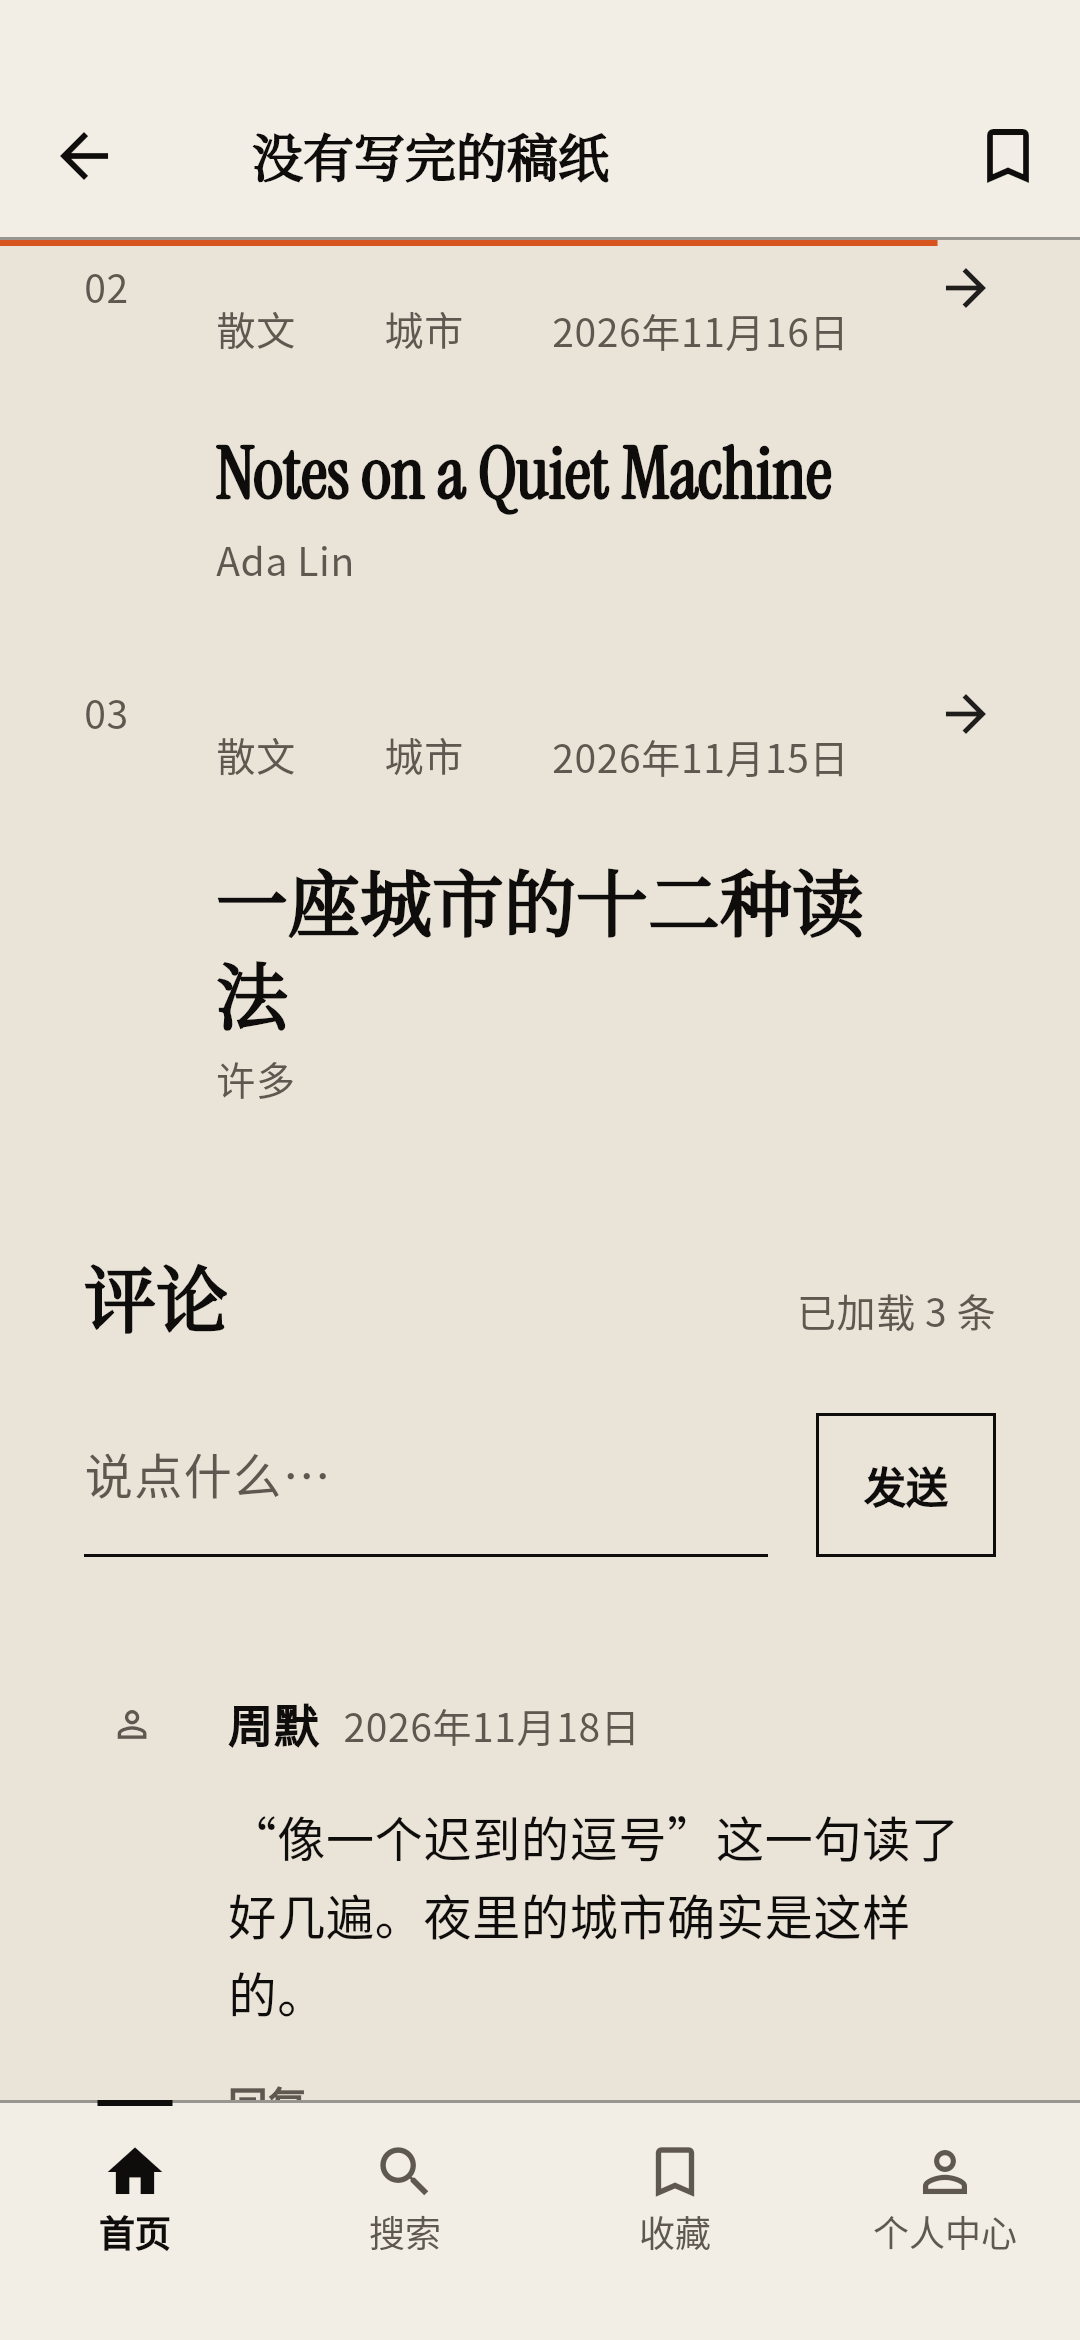 没有写完的稿纸
02
散文 城市 2026年11月16日
Notes on a Quiet Machine
Ada Lin
03
散文 城市 2026年11月15日
一座城市的十二种读
法
许多
评论
已加载 3 条
说点什么…
发送
周默 2026年11月18日
“像一个迟到的逗号”这一句读了
好几遍。夜里的城市确实是这样
的。
回复
首页 搜索 收藏 个人中心